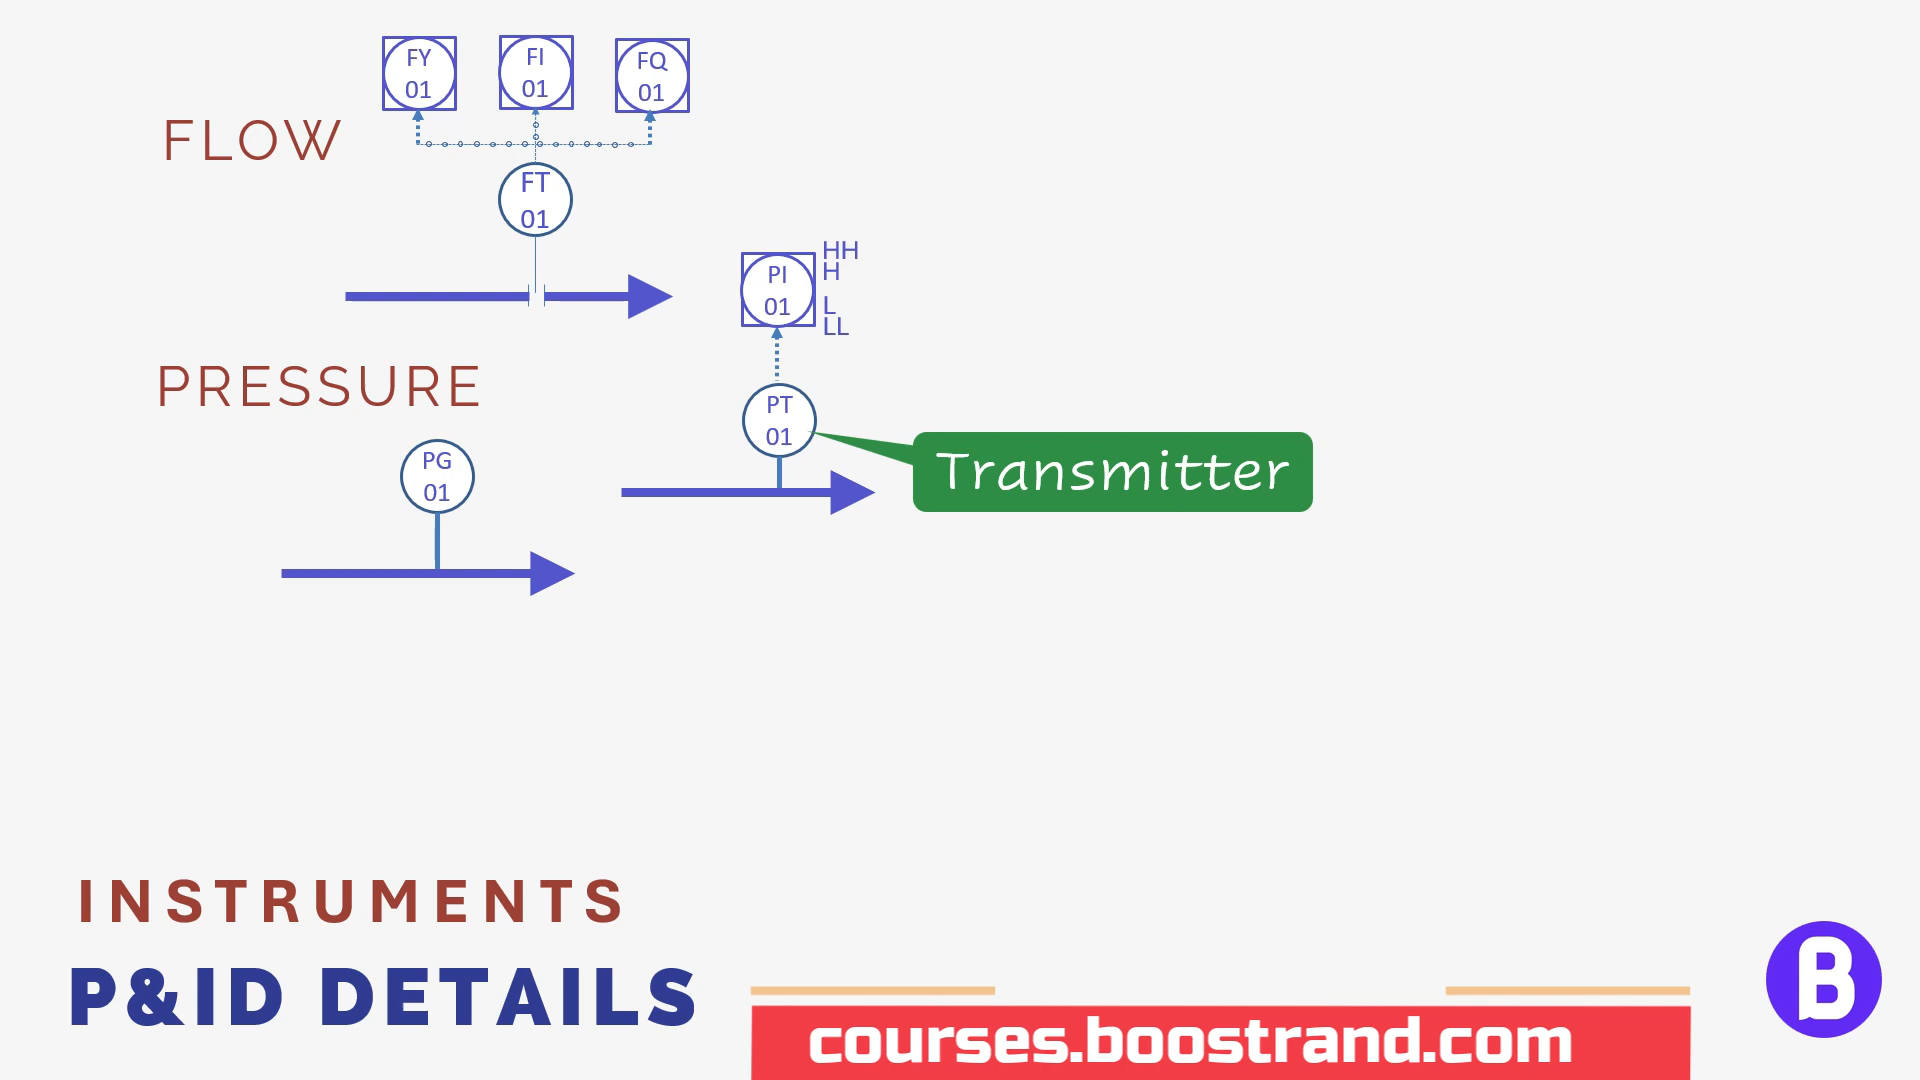 FY
01
FI
01
FQ
01
FLOW
FT
01
PI
01
HH
H
L
LL
PRESSURE
PT
01
PG
01
Transmitter
INSTRUMENTS
P&ID DETAILS
courses.boostrand.com
B